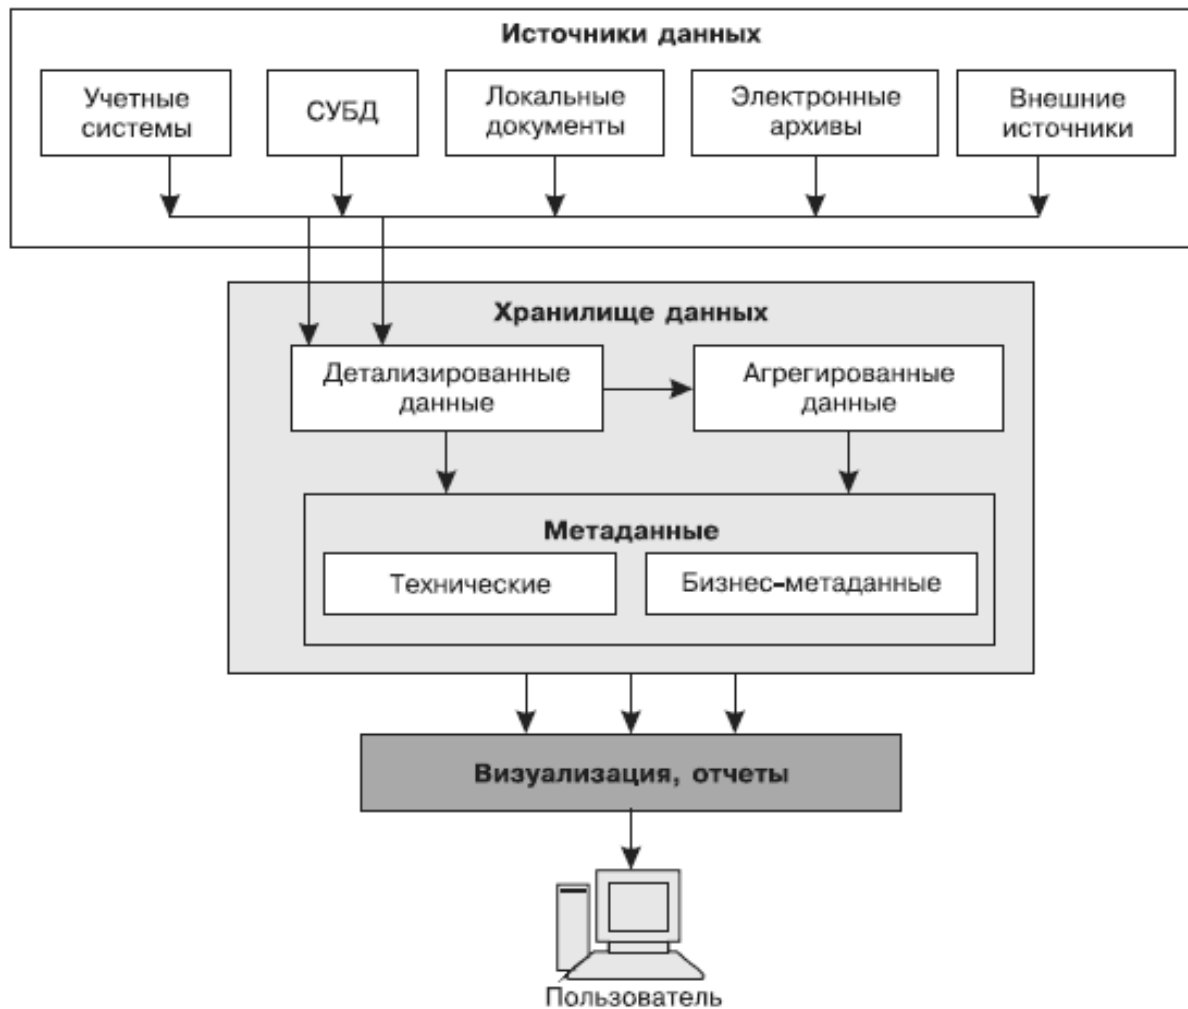 Источники данных
Учетные
системы
СУБД
Локальные
документы
Электронные
архивы
Внешние
источники
Хранилище данных
Детализированные
данные
Агрегированные
данные
Метаданные
Технические
Бизнес-метаданные
Визуализация, отчеты
Пользователь